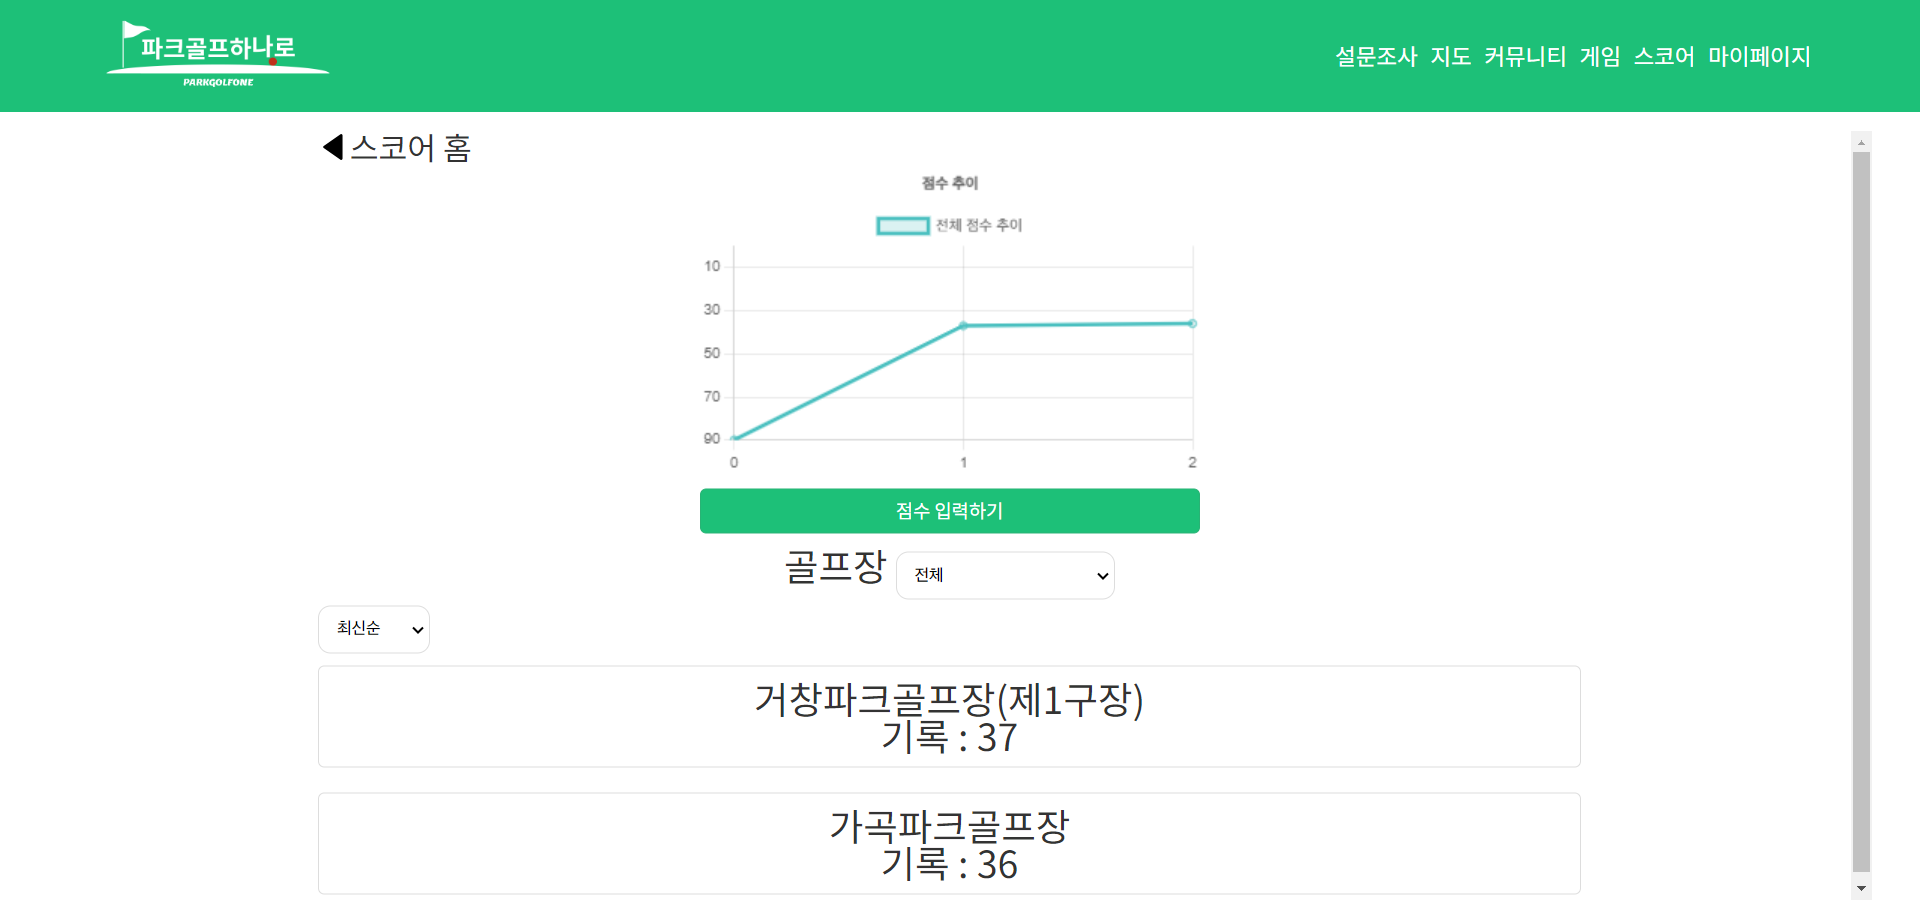 파크골프하나로
PARKGOLFONE
설문조사 지도 커뮤니티 게임 스코어 마이페이지
스코어 홈
점수 추이
전체 점수 추이
10
30
50
70
90
0 1 2
점수 입력하기
골프장 전체
최신순
거창파크골프장(제1구장)
기록 : 37
가곡파크골프장
기록 : 36